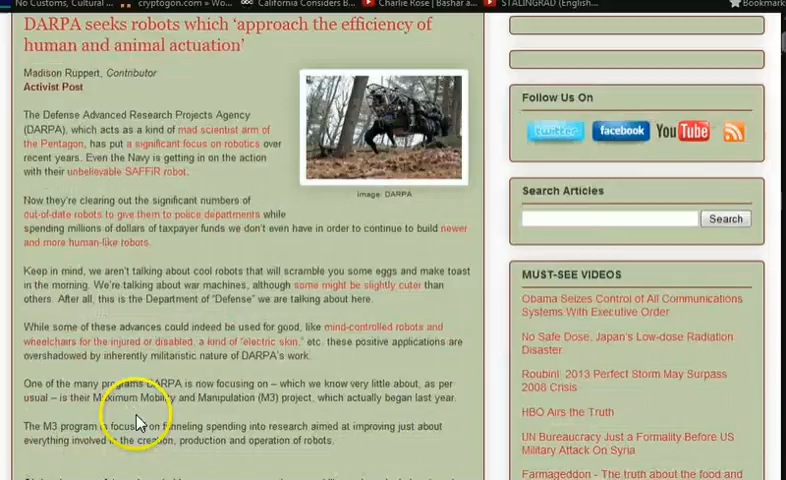 No Customs, Cultural ...
cryptogon.com » Wo...
California Considers B...
Charlie Rose | Bashar a...
STALINGRAD (English...
Bookmark
DARPA seeks robots which ‘approach the efficiency of
human and animal actuation’
Madison Ruppert, Contributor
Activist Post
The Defense Advanced Research Projects Agency
(DARPA), which acts as a kind of mad scientist arm of
the Pentagon, has put a significant focus on robotics over
recent years. Even the Navy is getting in on the action
with their unbelievable SAFFiR robot.
image: DARPA
Now they’re clearing out the significant numbers of
out-of-date robots to give them to police departments while
spending millions of dollars of taxpayer funds we don’t even have in order to continue to build newer
and more human-like robots.
Keep in mind, we aren’t talking about cool robots that will scramble you some eggs and make toast
in the morning. We’re talking about war machines, although some might be slightly cuter than
others. After all, this is the Department of “Defense” we are talking about here.
While some of these advances could indeed be used for good, like mind-controlled robots and
wheelchairs for the injured or disabled, a kind of “electric skin,” etc. these positive applications are
overshadowed by inherently militaristic nature of DARPA’s work.
One of the many programs DARPA is now focusing on – which we know very little about, as per
usual – is their Maximum Mobility and Manipulation (M3) project, which actually began last year.
The M3 program is focused on funneling spending into research aimed at improving just about
everything involved in the creation, production and operation of robots.
Follow Us On
twitter
facebook
YouTube
Search Articles
Search
MUST-SEE VIDEOS
Obama Seizes Control of All Communications
Systems With Executive Order
No Safe Dose, Japan's Low-dose Radiation
Disaster
Roubini: 2013 Perfect Storm May Surpass
2008 Crisis
HBO Airs the Truth
UN Bureaucracy Just a Formality Before US
Military Attack On Syria
Farmageddon - The truth about the food and